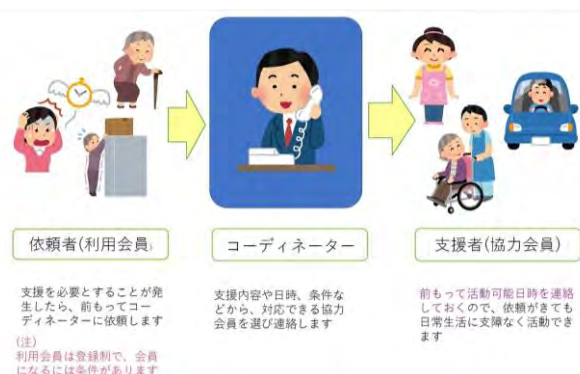 依頼者(利用会員)
コーディネーター
支援者(協力会員)
支援を必要とすることが発
生したら、前もってコー
ディネーターに依頼します
(注)
利用会員は登録制で、会員
になるには条件があります
支援内容や日時、条件な
どから、対応できる協力
会員を選び連絡します
前もって活動可能日時を連絡
しておくので、依頼がきても
日常生活に支障なく活動でき
ます